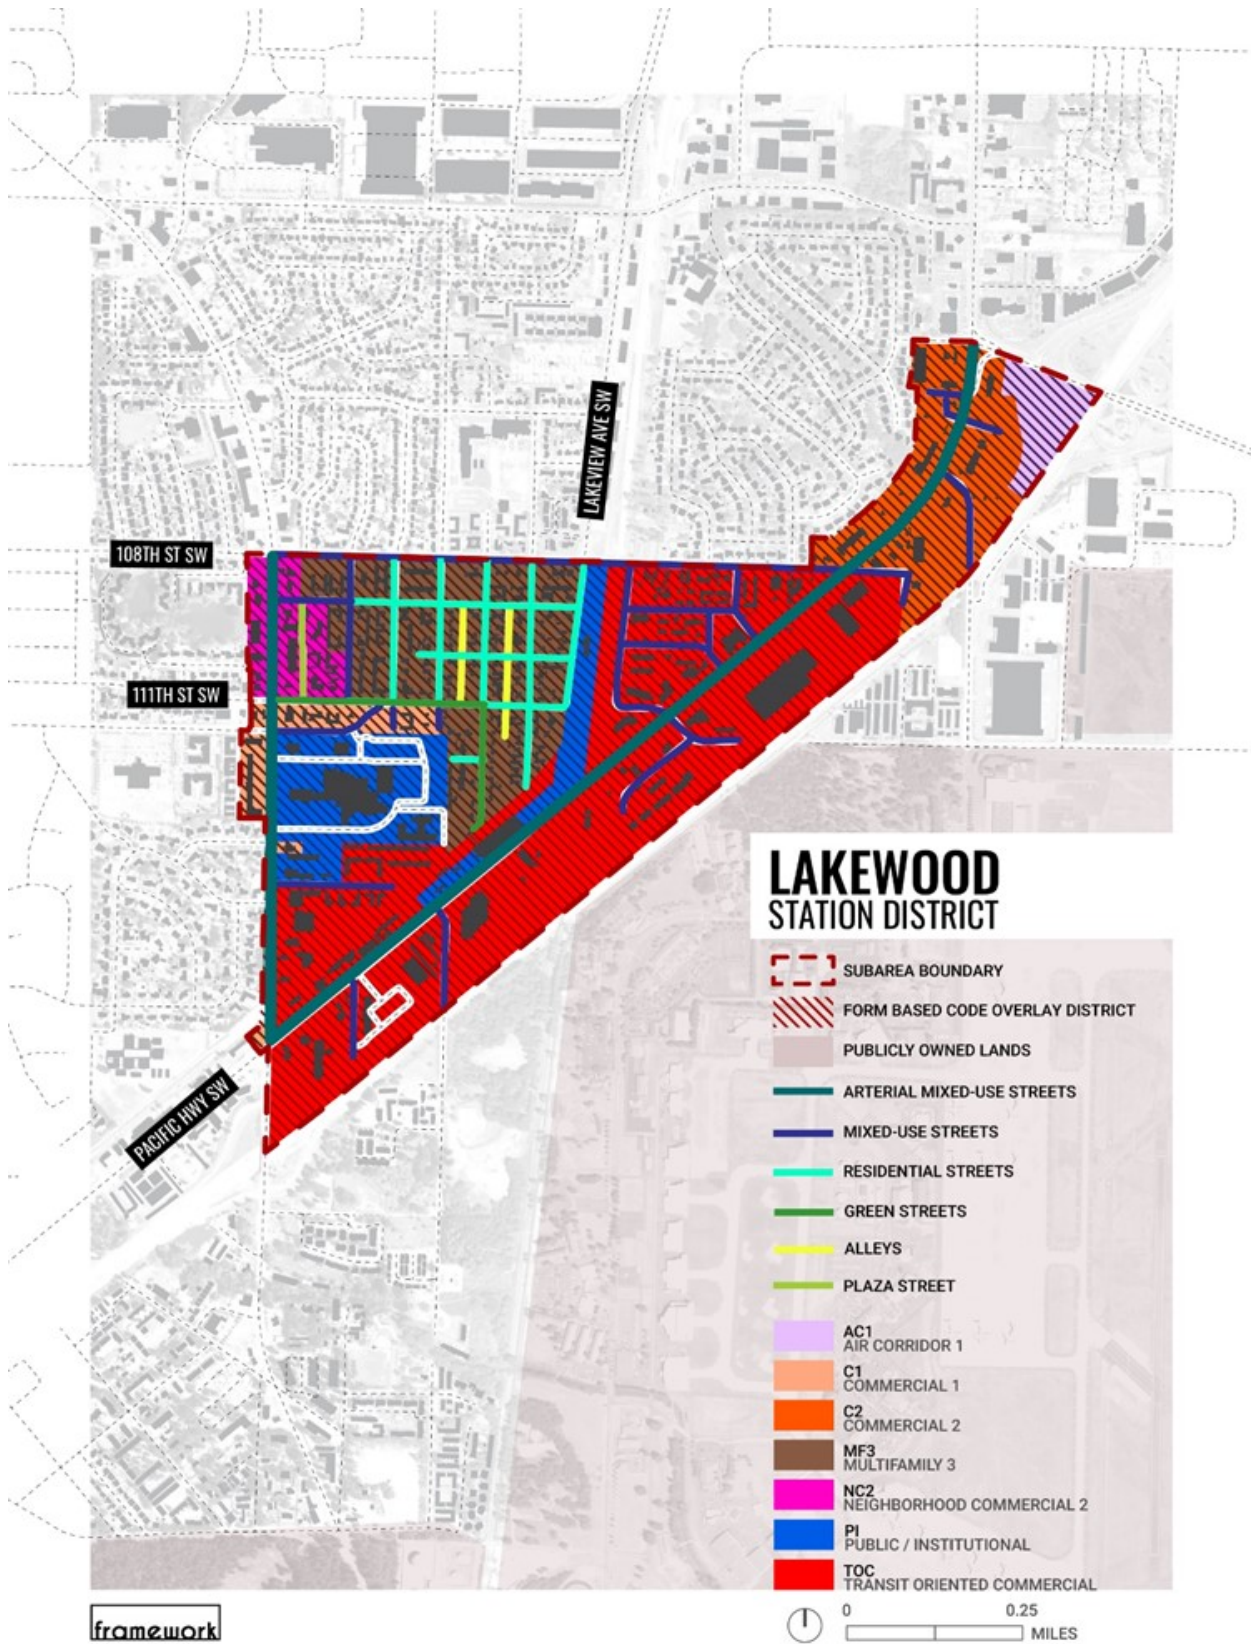 LAKEVIEW AVE SW
108TH ST SW
111TH ST SW
PACIFIC HWY SW
LAKEWOOD
STATION DISTRICT
SUBAREA BOUNDARY
FORM BASED CODE OVERLAY DISTRICT
PUBLICLY OWNED LANDS
ARTERIAL MIXED-USE STREETS
MIXED-USE STREETS
RESIDENTIAL STREETS
GREEN STREETS
ALLEYS
PLAZA STREET
AC1
AIR CORRIDOR 1
C1
COMMERCIAL 1
C2
COMMERCIAL 2
MF3
MULTIFAMILY 3
NC2
NEIGHBORHOOD COMMERCIAL 2
PI
PUBLIC / INSTITUTIONAL
TOC
TRANSIT ORIENTED COMMERCIAL
framework
0 0.25
MILES